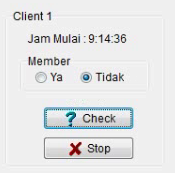 Client 1
Jam Mulai : 9:14:36
Member
Ya Tidak
? Check
Stop